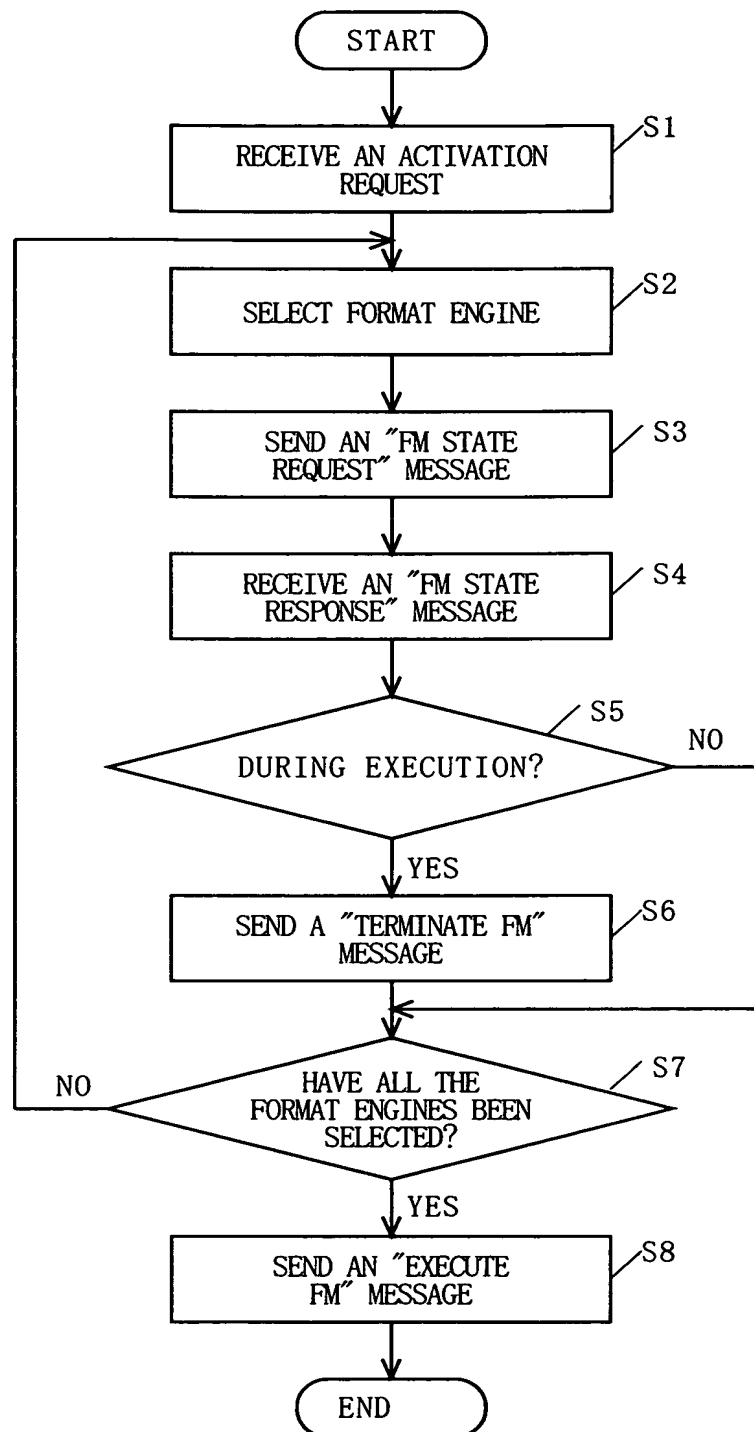 START
S1
RECEIVE AN ACTIVATION
REQUEST
S2
SELECT FORMAT ENGINE
S3
SEND AN "FM STATE
REQUEST" MESSAGE
S4
RECEIVE AN "FM STATE
RESPONSE" MESSAGE
S5
NO
DURING EXECUTION?
YES
S6
SEND A "TERMINATE FM"
MESSAGE
S7
NO
HAVE ALL THE
FORMAT ENGINES BEEN
SELECTED?
YES
S8
SEND AN "EXECUTE
FM" MESSAGE
END